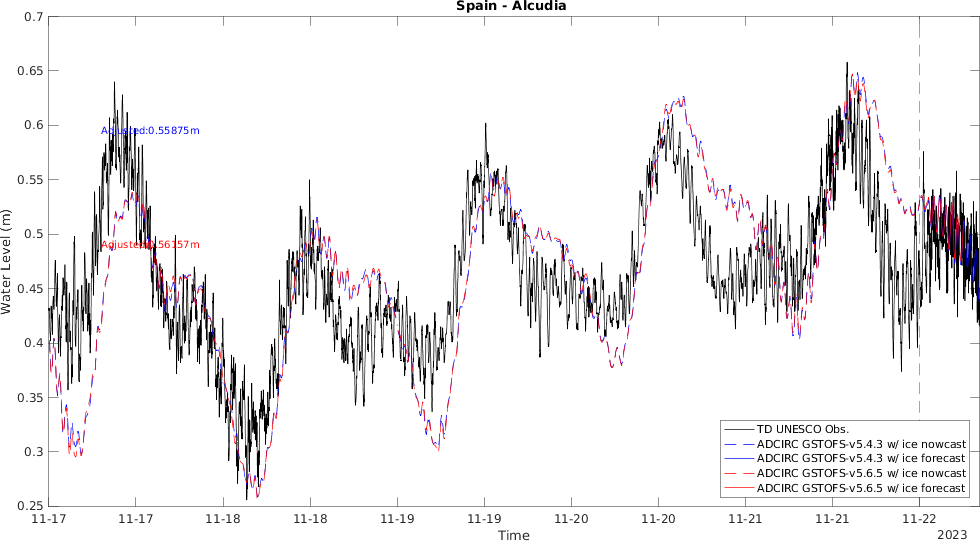 Spain - Alcudia
0.7
0.65
0.6
0.55
0.5
0.45
0.4
0.35
0.3
0.25
Water Level (m)
Adjusted:0.55875m
Adjusted:0.56157m
TD UNESCO Obs.
ADCIRC GSTOFS-v5.4.3 w/ ice nowcast
ADCIRC GSTOFS-v5.4.3 w/ ice forecast
ADCIRC GSTOFS-v5.6.5 w/ ice nowcast
ADCIRC GSTOFS-v5.6.5 w/ ice forecast
11-17 11-17 11-18 11-18 11-19 11-19 11-20 11-20 11-21 11-21 11-22
Time
2023